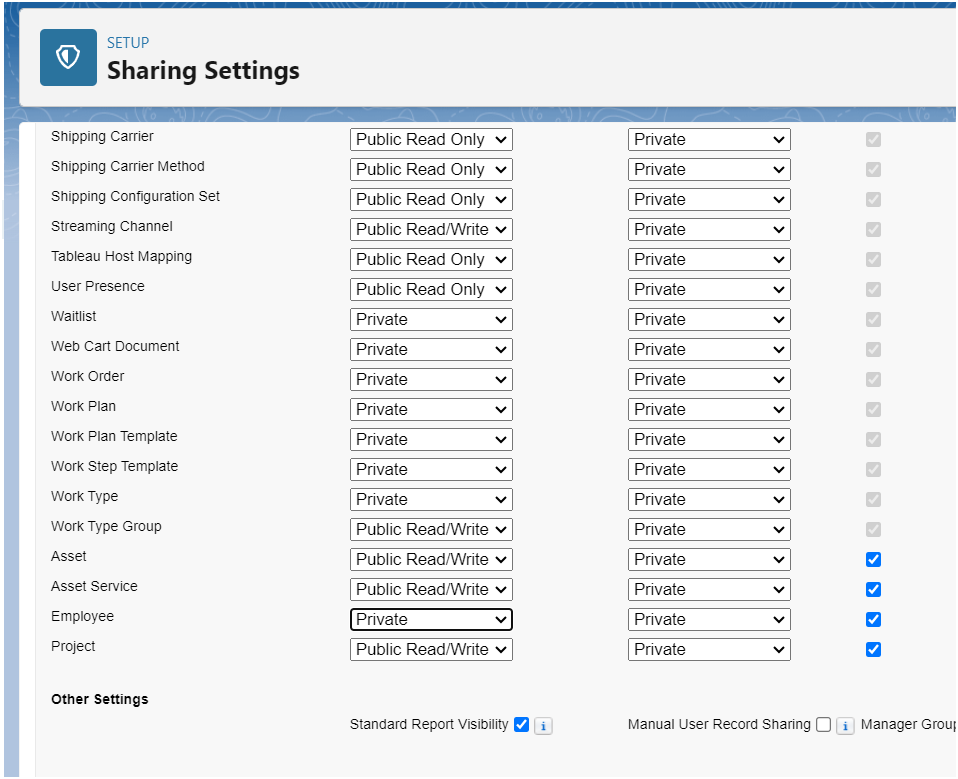 SETUP
Sharing Settings
Shipping Carrier Public Read Only Private
Shipping Carrier Method Public Read Only Private
Shipping Configuration Set Public Read Only Private
Streaming Channel Public Read/Write Private
Tableau Host Mapping Public Read Only Private
User Presence Public Read Only Private
Waitlist Private Private
Web Cart Document Private Private
Work Order Private Private
Work Plan Private Private
Work Plan Template Private Private
Work Step Template Private Private
Work Type Private Private
Work Type Group Public Read/Write Private
Asset Public Read/Write Private
Asset Service Public Read/Write Private
Employee Private Private
Project Public Read/Write Private
Other Settings
Standard Report Visibility i Manual User Record Sharing i Manager Group